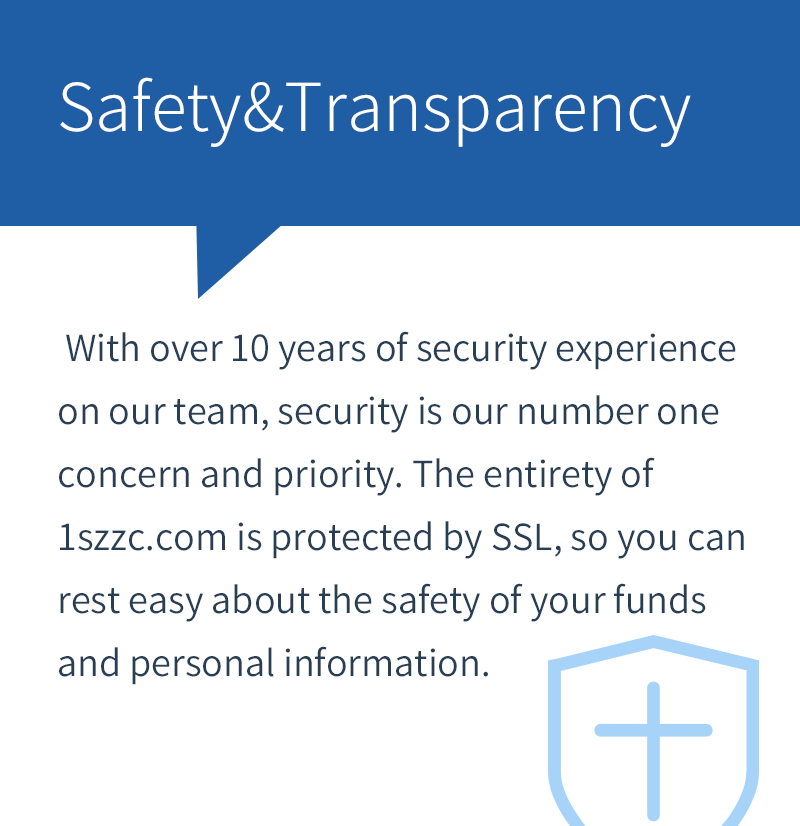 Safety&Transparency
With over 10 years of security experience
on our team, security is our number one
concern and priority. The entirety of
1szzc.com is protected by SSL, so you can
rest easy about the safety of your funds
and personal information.